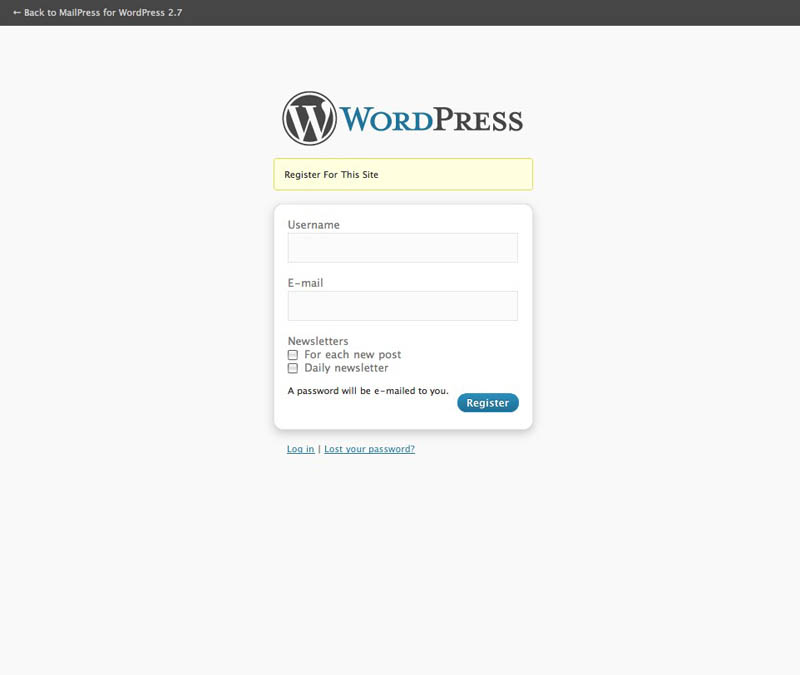 ← Back to MailPress for WordPress 2.7
WORDPRESS
Register For This Site
Username
E-mail
Newsletters
For each new post
Daily newsletter
A password will be e-mailed to you.
Register
Log in | Lost your password?